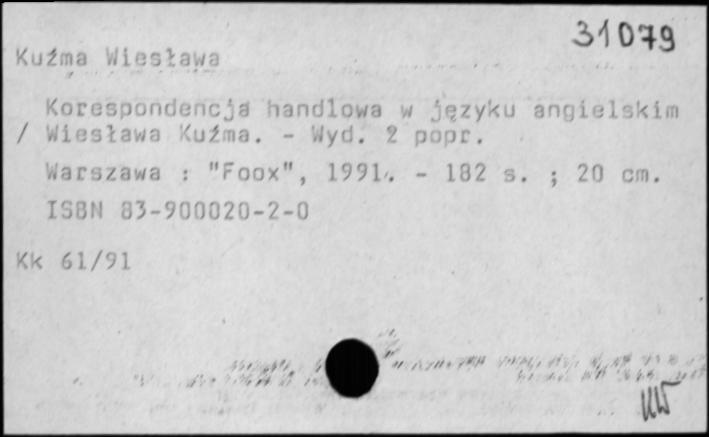 31079
Kuźma Wiesława
Korespondencja handlowa w języku angielskim
/ Wiesława Kuźma. - Wyd. 2 popr.
Warszawa : "Foox", 1991. - 182 s. ; 20 cm.
ISBN 83-900020-2-0
Kk 61/91